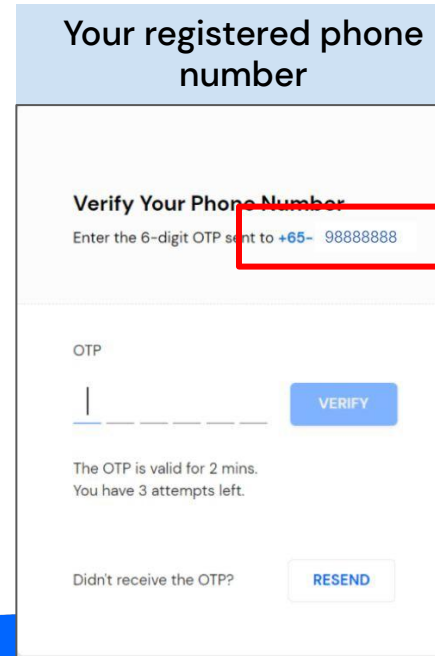 Your registered phone
number
Verify Your Phone Number
Enter the 6-digit OTP sent to +65- 98888888
OTP
VERIFY
The OTP is valid for 2 mins.
You have 3 attempts left.
Didn't receive the OTP?
RESEND